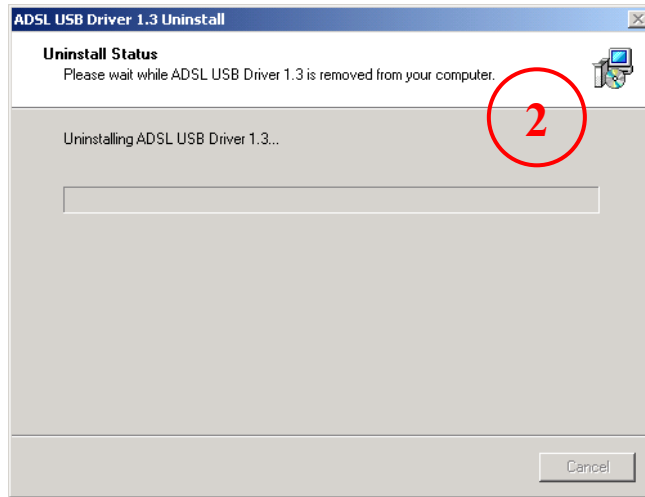 ADSL USB Driver 1.3 Uninstall
Uninstall Status
Please wait while ADSL USB Driver 1.3 is removed from your computer.
2
Uninstalling ADSL USB Driver 1.3...
Cancel